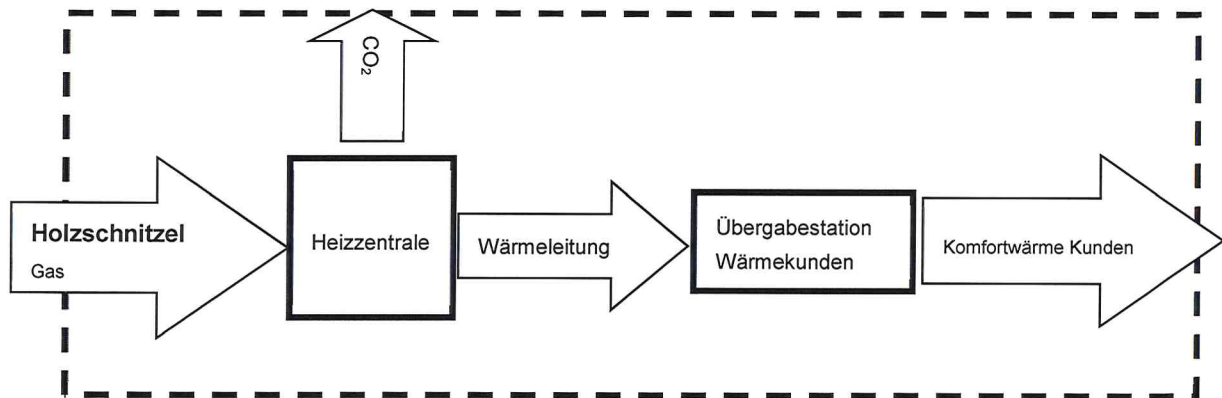 CO₂
Holzschnitzel
Gas
Heizzentrale
Wärmeleitung
Übergabestation
Wärmekunden
Komfortwärme Kunden